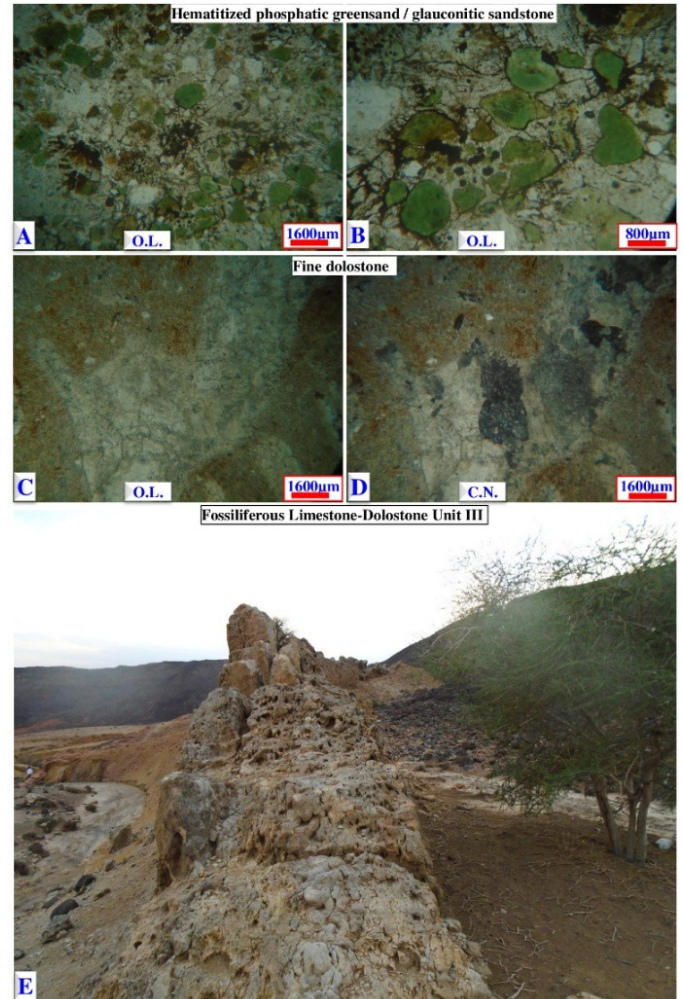 Hematitized phosphatic greensand / glauconitic sandstone
A
O.L.
1600µm
B
O.L.
800µm
Fine dolostone
C
O.L.
1600µm
D
C.N.
1600µm
Fossiliferous Limestone-Dolostone Unit III
E